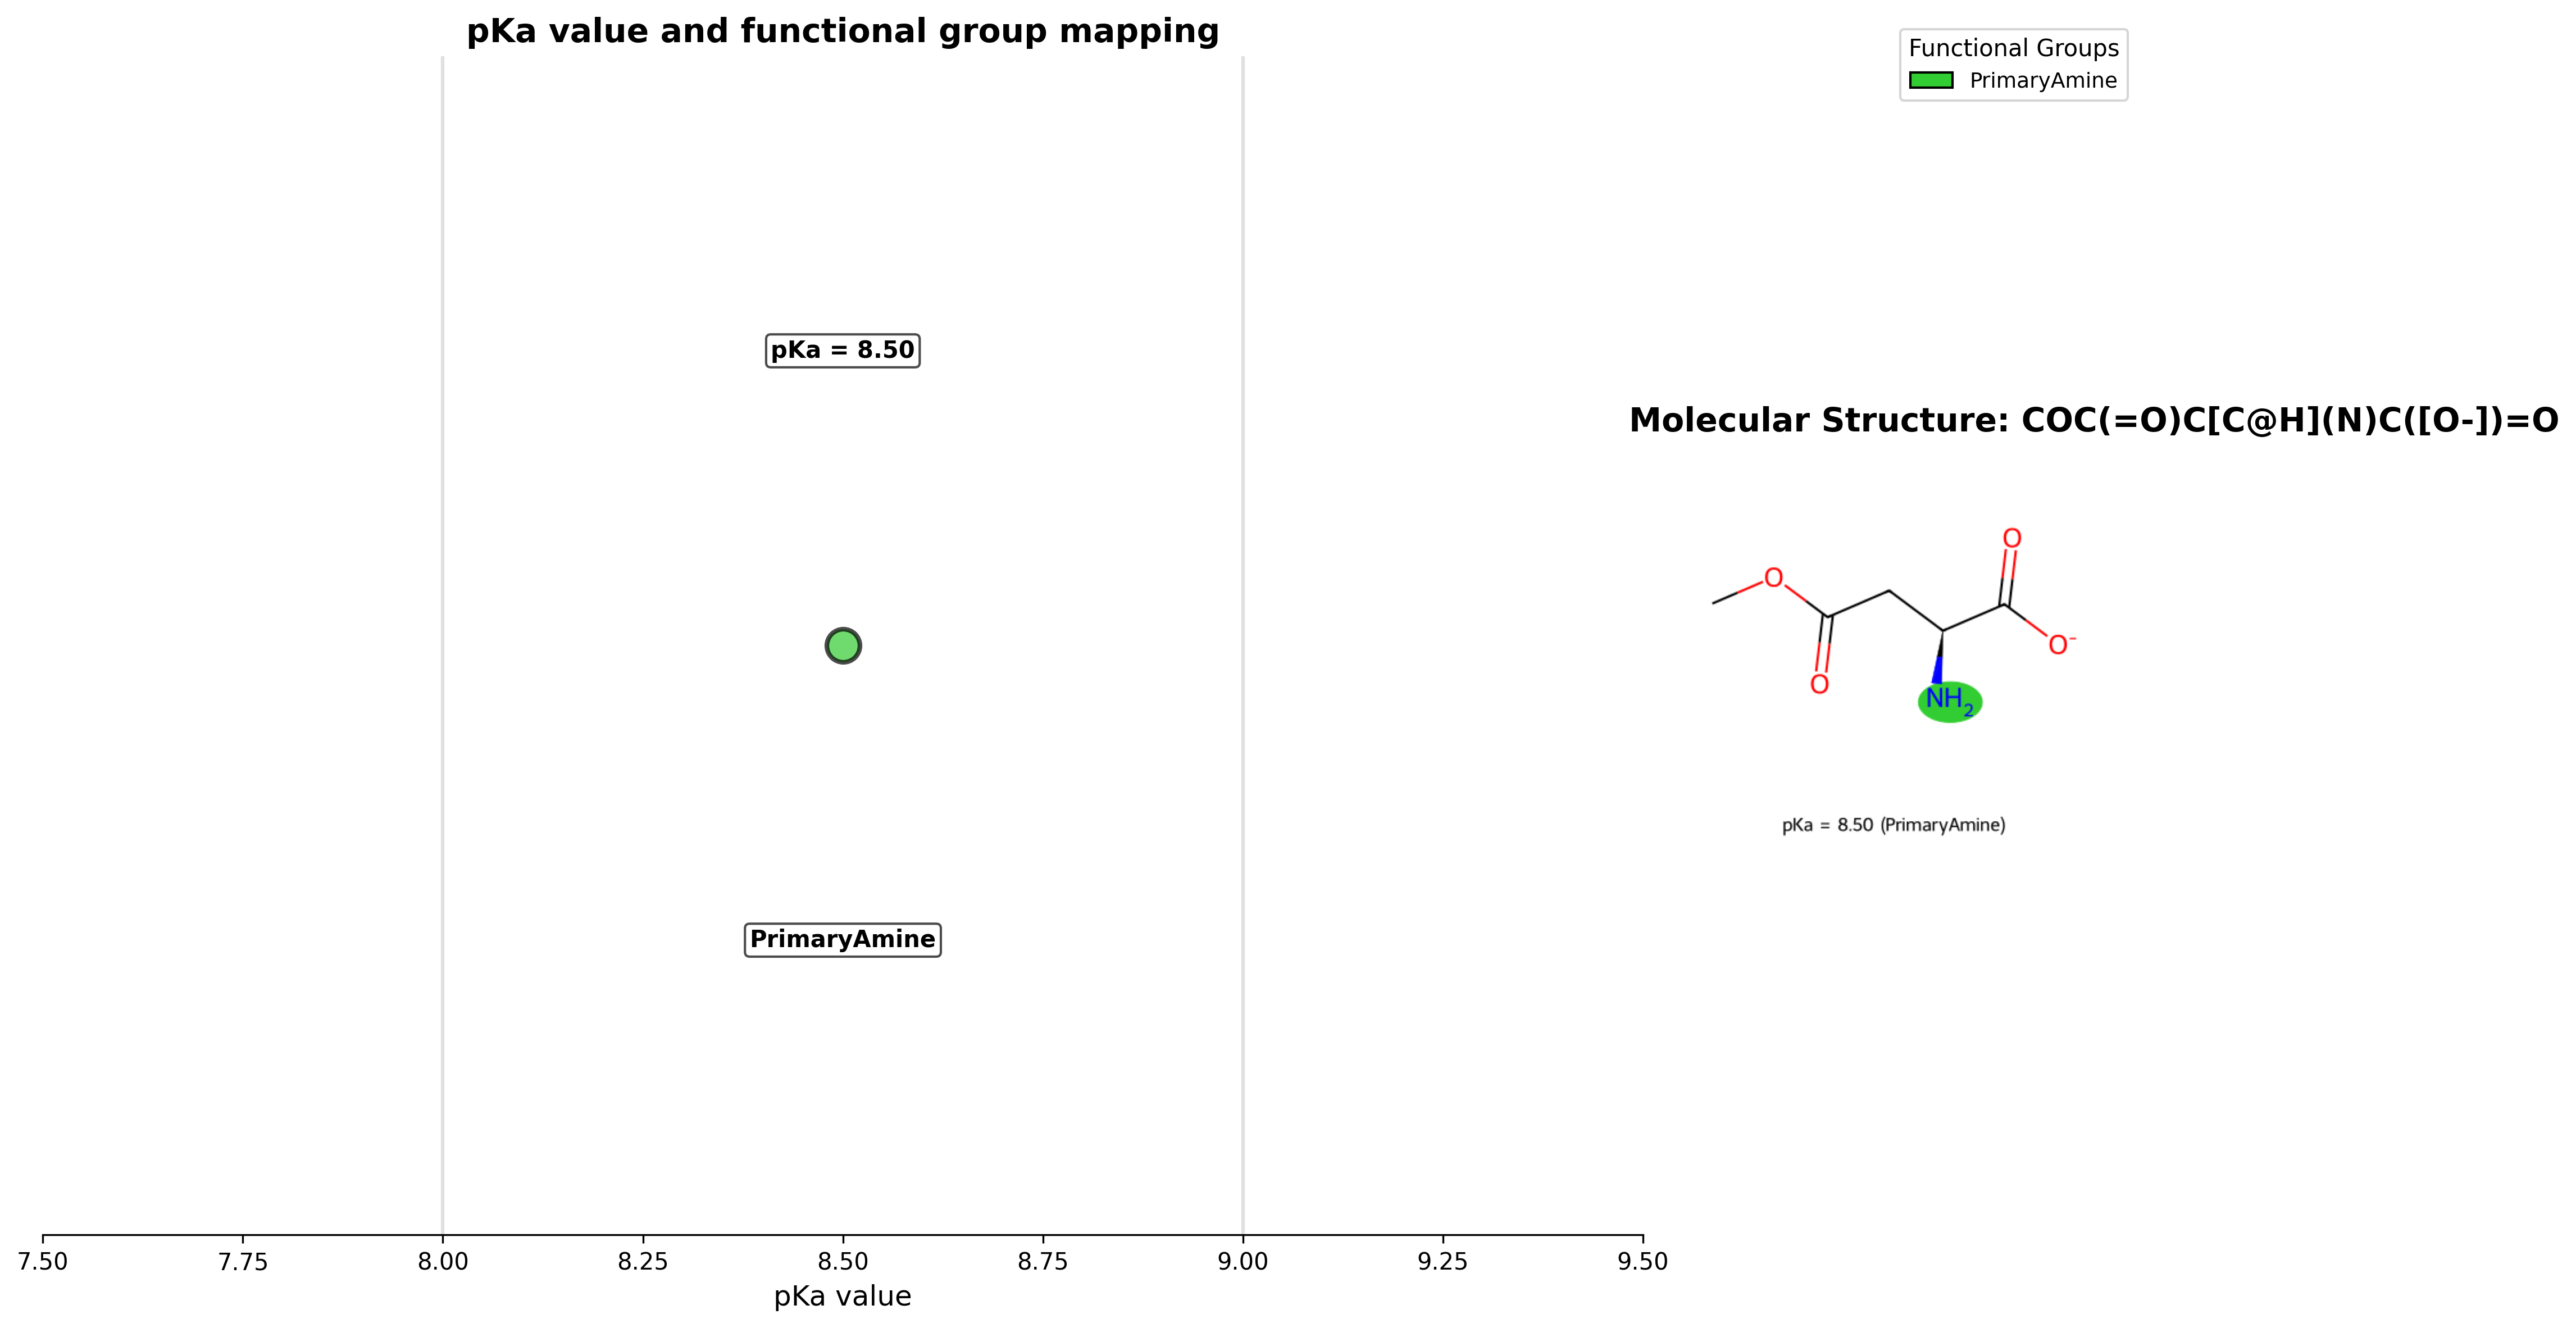 pKa value and functional group mapping
pKa = 8.50
PrimaryAmine
7.50 7.75 8.00 8.25 8.50 8.75 9.00 9.25 9.50
pKa value
Functional Groups
PrimaryAmine
Molecular Structure: COC(=O)C[C@H](N)C([O-])=O
O
O
O
O-
NH2
pKa = 8.50 (PrimaryAmine)